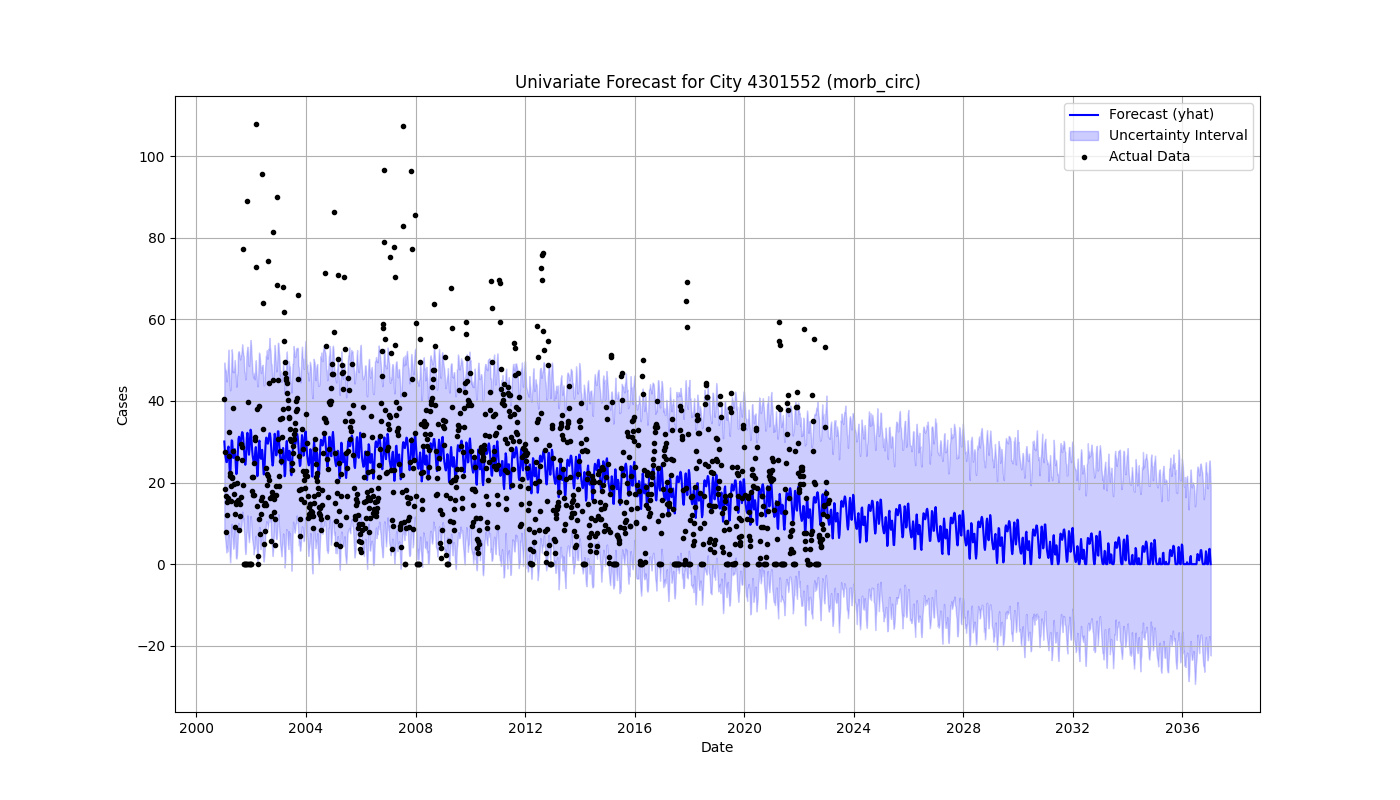 Univariate Forecast for City 4301552 (morb_circ)
Forecast (yhat)
Uncertainty Interval
Actual Data
Cases
100
80
60
40
20
0
−20
2000 2004 2008 2012 2016 2020 2024 2028 2032 2036
Date